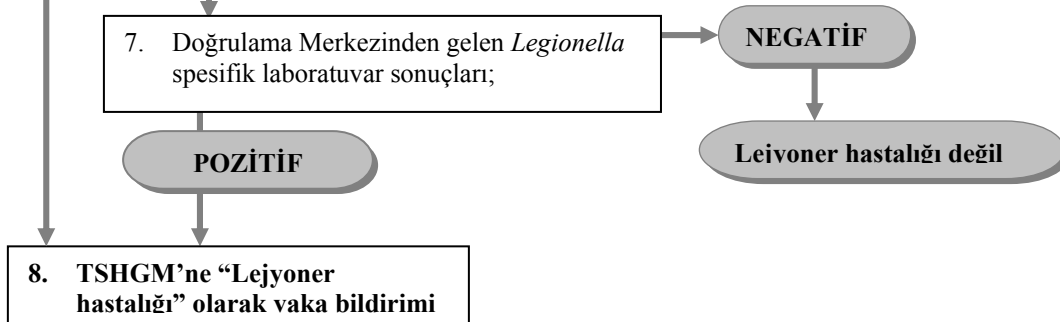 7. Doğrulama Merkezinden gelen Legionella
spesifik laboratuvar sonuçları;
NEGATİF
POZİTİF
Lejyoner hastalığı değil
8. TSHGM’ne “Lejyoner
hastalığı” olarak vaka bildirimi